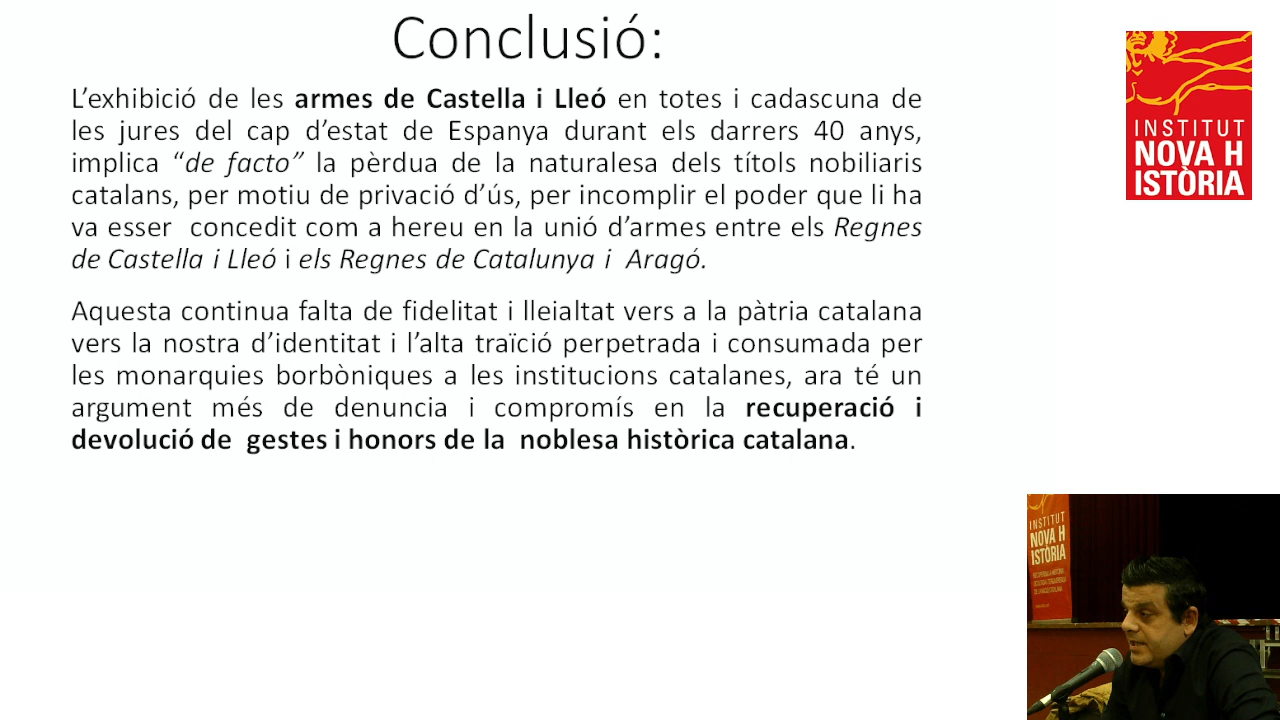 Conclusió:
L’exhibició de les armes de Castella i Lleó en totes i cadascuna de
les jures del cap d’estat de Espanya durant els darrers 40 anys,
implica “de facto” la pèrdua de la naturalesa dels títols nobiliaris
catalans, per motiu de privació d’ús, per incomplir el poder que li ha
va esser  concedit com a hereu en la unió d’armes entre els Regnes
de Castella i Lleó i els Regnes de Catalunya i  Aragó.
Aquesta continua falta de fidelitat i lleialtat vers a la pàtria catalana
vers la nostra d’identitat i l’alta traïció perpetrada i consumada per
les monarquies borbòniques a les institucions catalanes, ara té un
argument més de denuncia i compromís en la recuperació i
devolució de  gestes i honors de la  noblesa històrica catalana.
INSTITUT
NOVA H
ISTÒRIA
INSTITUT
NOVA H
ISTÒRIA